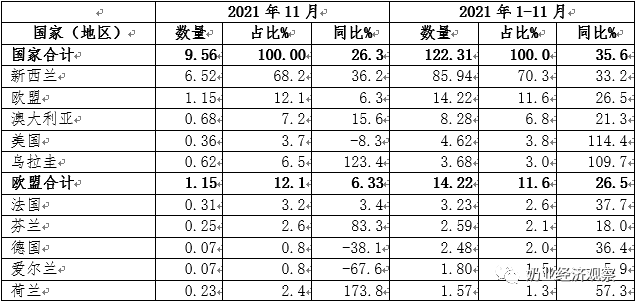 2021 年 11 月 2021 年 1-11 月
国家（地区） 数量 占比% 同比% 数量 占比% 同比%
国家合计 9.56 100.00 26.3 122.31 100.0 35.6
新西兰 6.52 68.2 36.2 85.94 70.3 33.2
欧盟 1.15 12.1 6.3 14.22 11.6 26.5
澳大利亚 0.68 7.2 15.6 8.28 6.8 21.3
美国 0.36 3.7 -8.3 4.62 3.8 114.4
乌拉圭 0.62 6.5 123.4 3.68 3.0 109.7
欧盟合计 1.15 12.1 6.33 14.22 11.6 26.5
法国 0.31 3.2 3.4 3.23 2.6 37.7
芬兰 0.25 2.6 83.3 2.59 2.1 18.0
德国 0.07 0.8 -38.1 2.48 2.0 36.4
爱尔兰 0.07 0.8 -67.6 1.80 1.5 5.9
荷兰 0.23 2.4 173.8 1.57 1.3 57.3
奶业经济观察